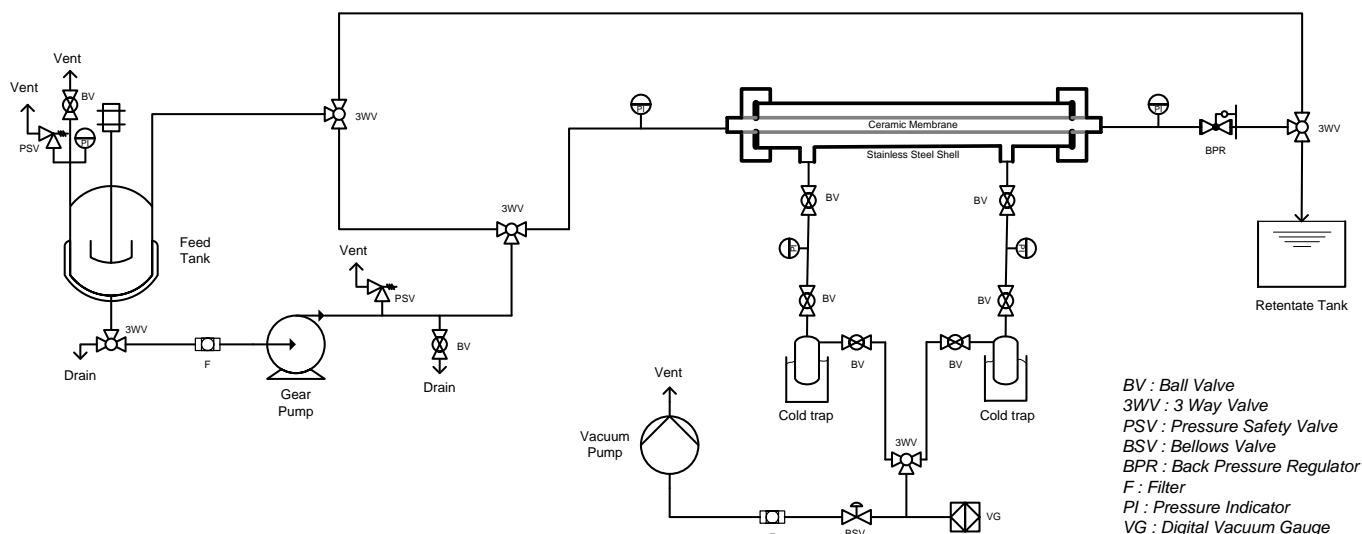 Vent
Vent
BV
PI
PSV
3WV
PI
Ceramic Membrane
Stainless Steel Shell
PI
BPR
3WV
Feed
Tank
3WV
BV
BV
PI
PI
Vent
PSV
BV
BV
Retentate Tank
3WV
Drain
F
Gear
Pump
BV
Drain
BV
BV
Cold trap
Cold trap
Vent
Vacuum
Pump
3WV
BSV
VG
BV : Ball Valve
3WV : 3 Way Valve
PSV : Pressure Safety Valve
BSV : Bellows Valve
BPR : Back Pressure Regulator
F : Filter
PI : Pressure Indicator
VG : Digital Vacuum Gauge